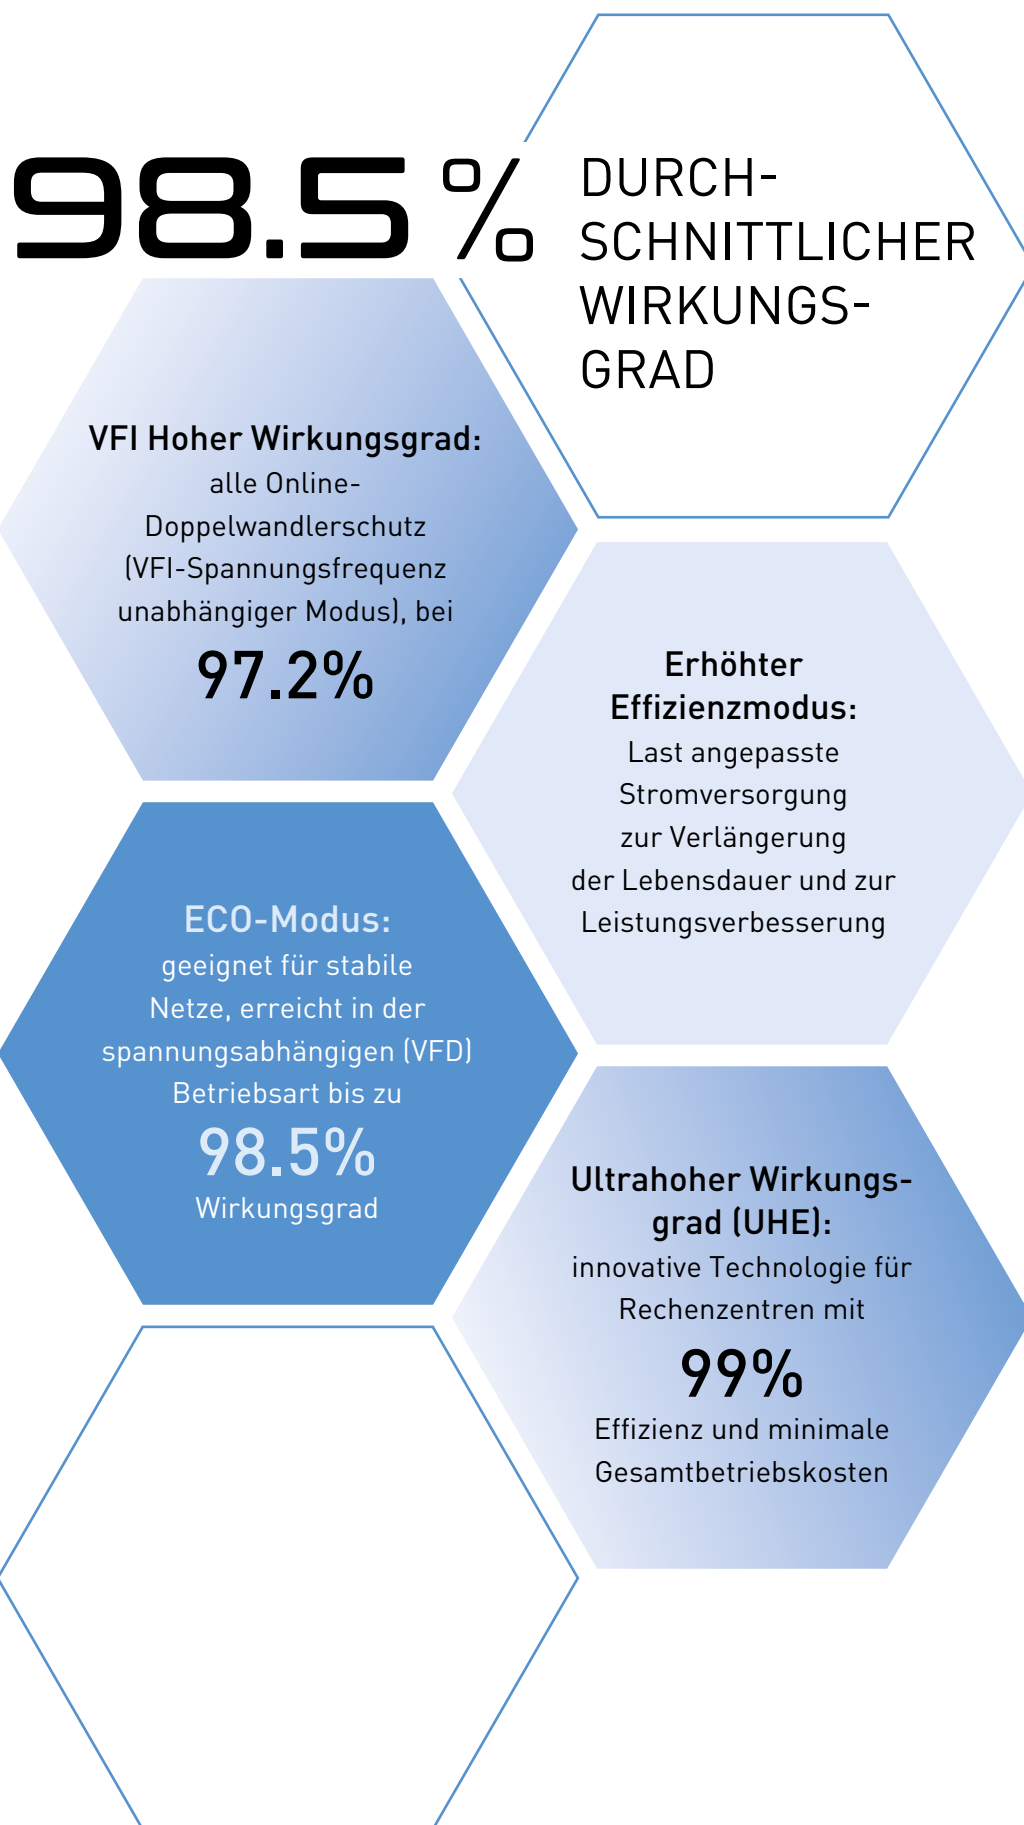 98.5%
DURCH-
SCHNITTLICHER
WIRKUNGS-
GRAD
VFI Hoher Wirkungsgrad:
alle Online-
Doppelwandlerschutz
(VFI-Spannungsfrequenz
unabhängiger Modus), bei
97.2%
Erhöhter
Effizienzmodus:
Last angepasste
Stromversorgung
zur Verlängerung
der Lebensdauer und zur
Leistungsverbesserung
ECO-Modus:
geeignet für stabile
Netze, erreicht in der
spannungsabhängigen (VFD)
Betriebsart bis zu
98.5%
Wirkungsgrad
Ultrahoher Wirkungs-
grad (UHE):
innovative Technologie für
Rechenzentren mit
99%
Effizienz und minimale
Gesamtbetriebskosten